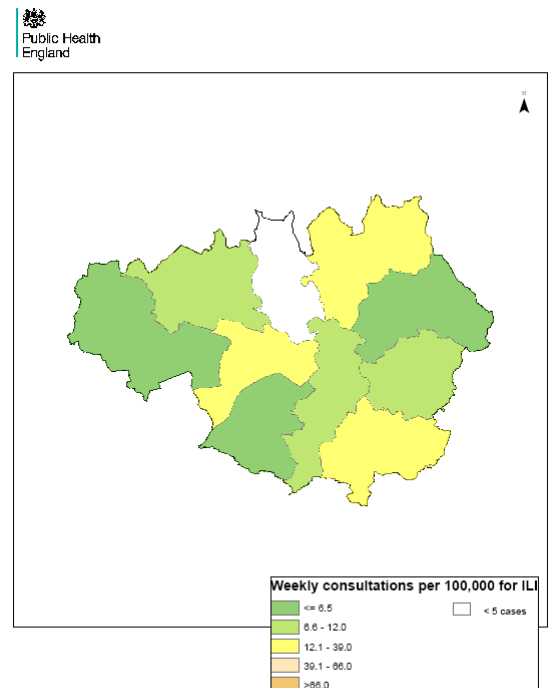 Public Health
England
N
Weekly consultations per 100,000 for ILI
<= 6.5
< 5 cases
6.6 - 12.0
12.1 - 39.0
39.1 - 66.0
>66.0